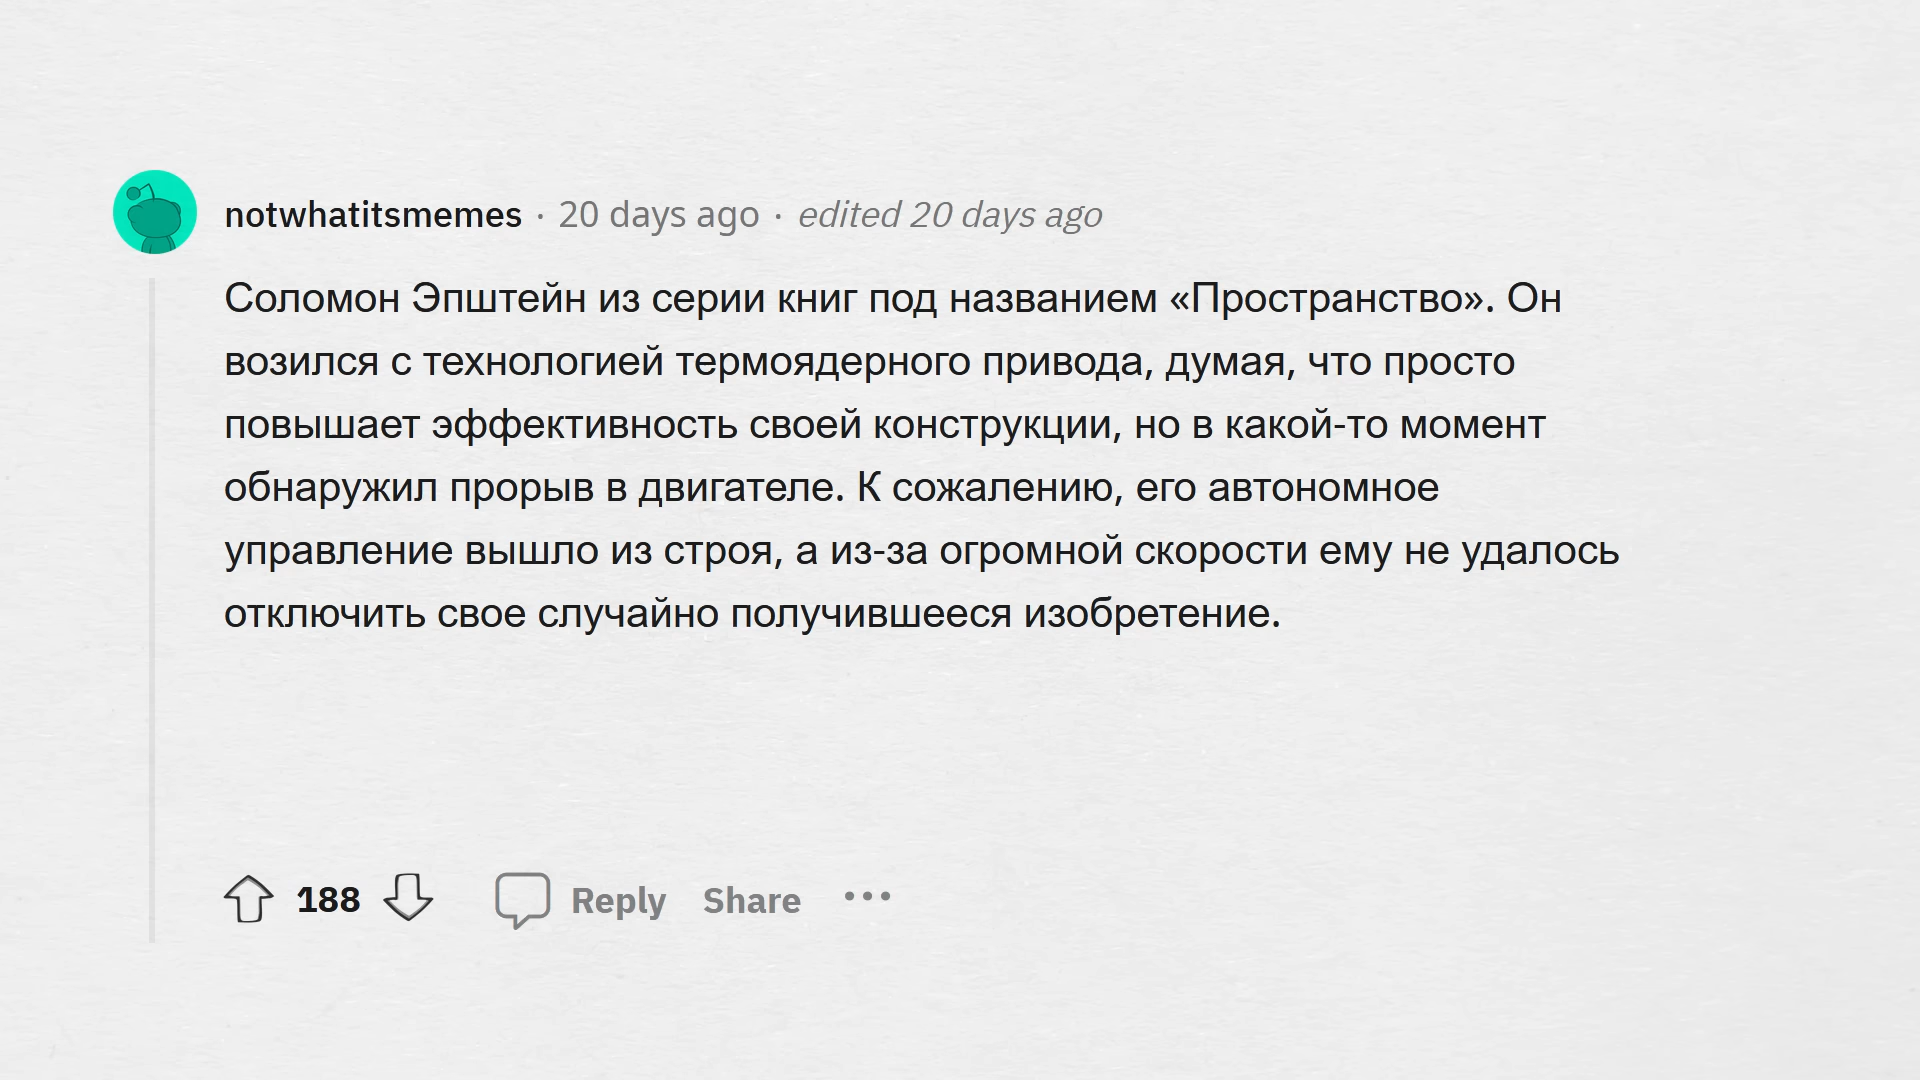 notwhatitsmemes · 20 days ago · edited 20 days ago
Соломон Эпштейн из серии книг под названием «Пространство». Он
возился с технологией термоядерного привода, думая, что просто
повышает эффективность своей конструкции, но в какой-то момент
обнаружил прорыв в двигателе. К сожалению, его автономное
управление вышло из строя, а из-за огромной скорости ему не удалось
отключить свое случайно получившееся изобретение.
188 Reply Share